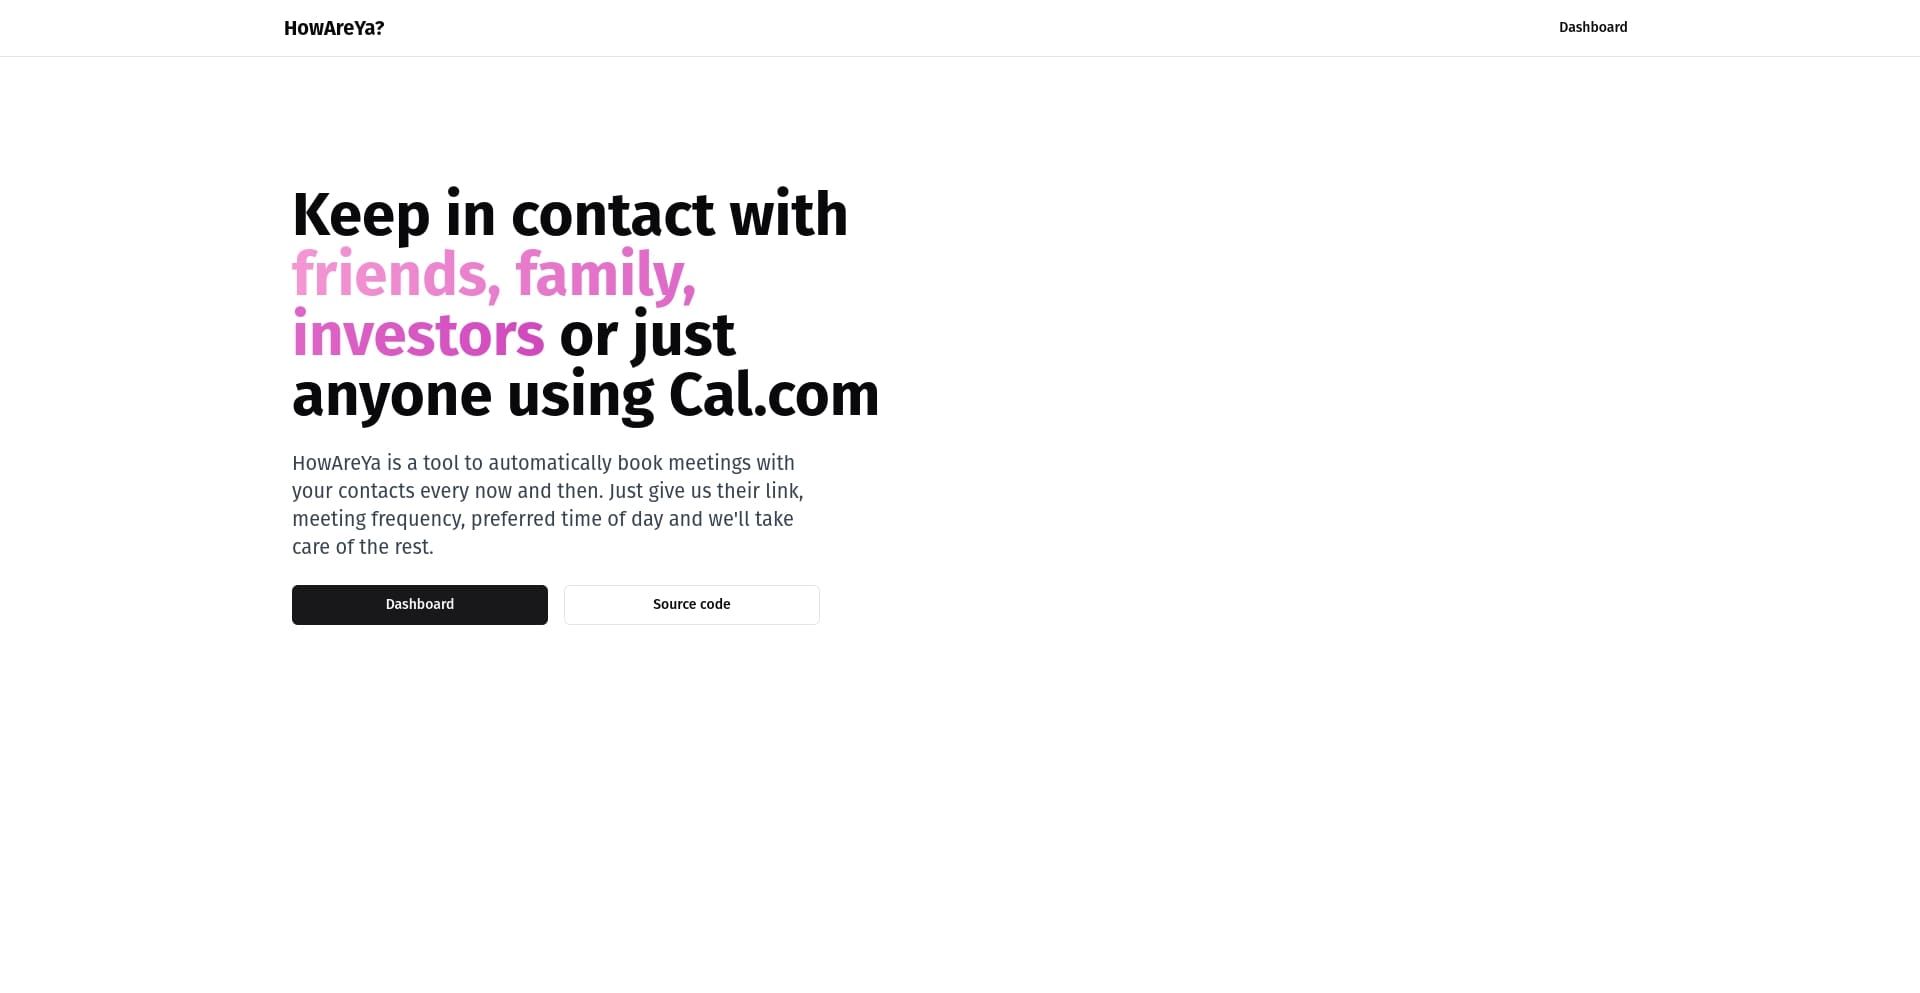 HowAreYa?
Dashboard
Keep in contact with
friends, family,
investors or just
anyone using Cal.com
HowAreYa is a tool to automatically book meetings with
your contacts every now and then. Just give us their link,
meeting frequency, preferred time of day and we'll take
care of the rest.
Dashboard
Source code